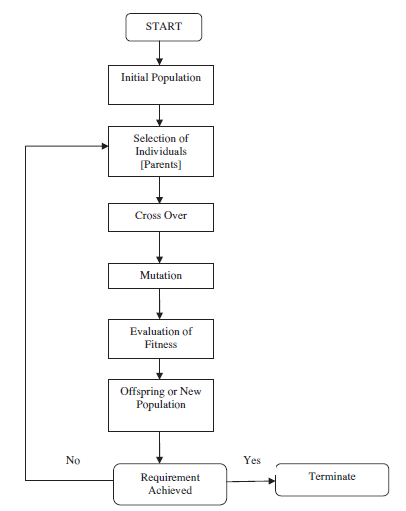 START
Initial Population
Selection of
Individuals
[Parents]
Cross Over
Mutation
Evaluation of
Fitness
Offspring or New
Population
No
Yes
Requirement
Achieved
Terminate